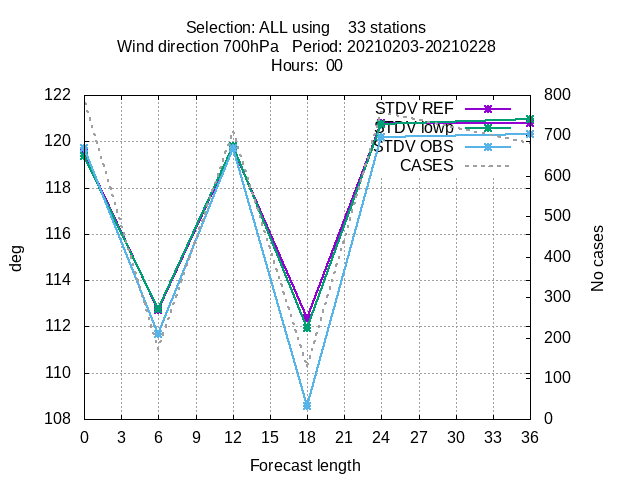 Selection: ALL using 33 stations
Wind direction 700hPa Period: 20210203-20210228
Hours: 00
122
120
118
116
114
112
110
108
deg
800
700
600
500
400
300
200
100
0
No cases
STDV REF
STDV lowp
STDV OBS
CASES
0 3 6 9 12 15 18 21 24 27 30 33 36
Forecast length